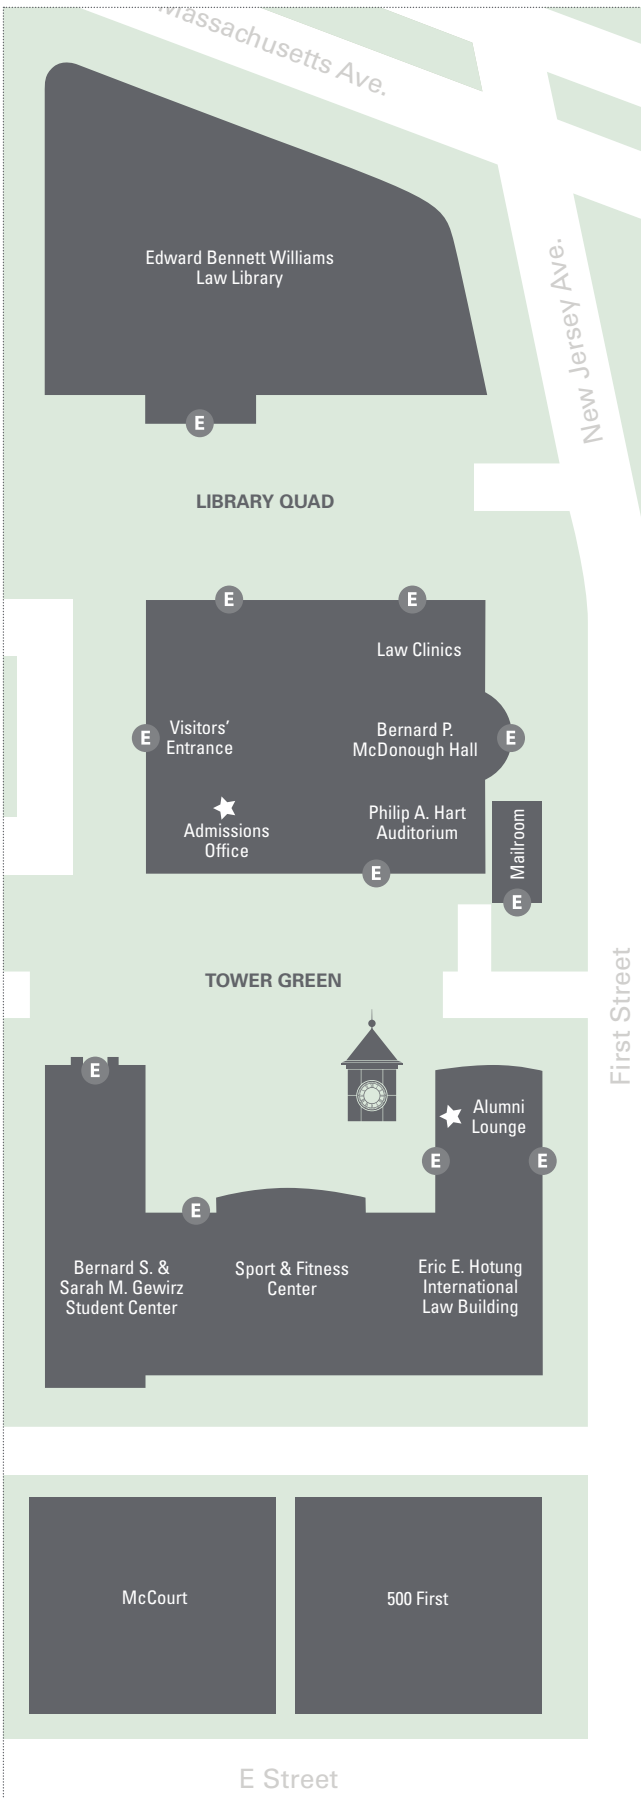 Massachusetts Ave.
New Jersey Ave.
Edward Bennett Williams
Law Library
E
LIBRARY QUAD
E
E
Law Clinics
E
Visitors'
Entrance
Bernard P.
McDonough Hall
E
Admissions
Office
Philip A. Hart
Auditorium
Mailroom
E
E
First Street
TOWER GREEN
E
Alumni
Lounge
E
E
E
Bernard S. &
Sarah M. Gewirz
Student Center
Sport & Fitness
Center
Eric E. Hotung
International
Law Building
McCourt
500 First
E Street